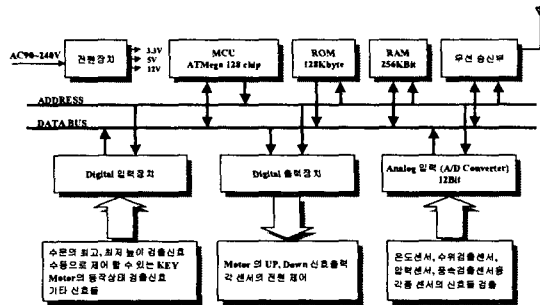 AC90~240V
전원장치
3.3V
5V
12V
MCU
ATMega 128 chip
ROM
128Kbyte
RAM
256KBit
무선 송신부
ADDRESS
DATA BUS
Digital 입력장치
Digital 출력장치
Analog 입력 (A/D Converter)
12Bit
수문의 최고, 최저 높이 검출신호
수동으로 제어 할 수 있는 KEY
Motor의 동작상태 검출신호
기타 신호들
Motor 의 UP, Down 신호출력
각 센서의 전원 제어
온도센서, 수위검출센서,
압력센서, 풍속검출센서등
각종 센서의 신호들 검출